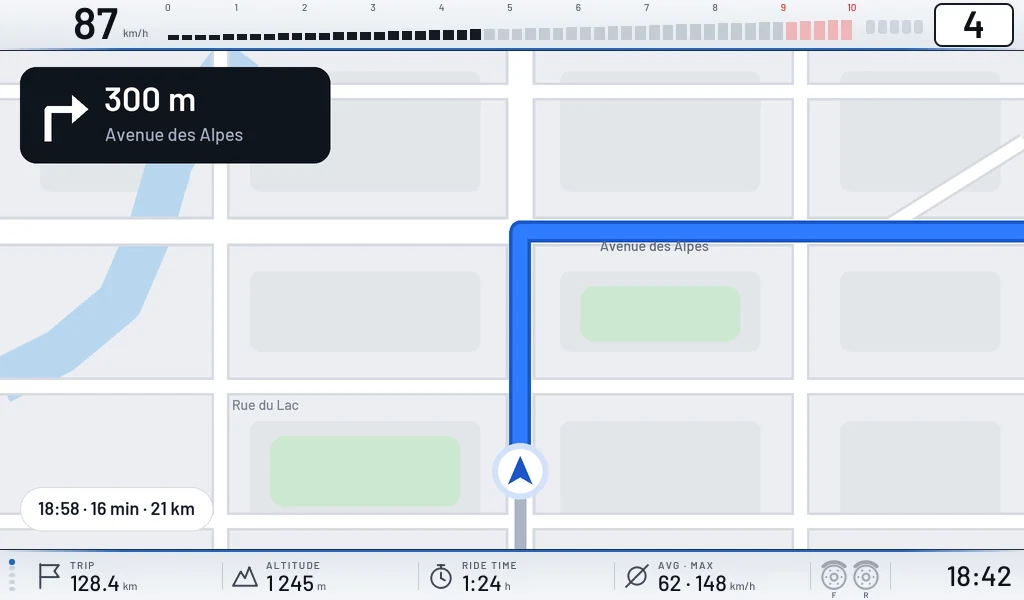 87 km/h
0 1 2 3 4 5 6 7 8 9 10
4
300 m
Avenue des Alpes
Avenue des Alpes
Rue du Lac
18:58 · 16 min · 21 km
TRIP
128.4 km
ALTITUDE
1 245 m
RIDE TIME
1:24 h
AVG · MAX
62 · 148 km/h
F R
18:42